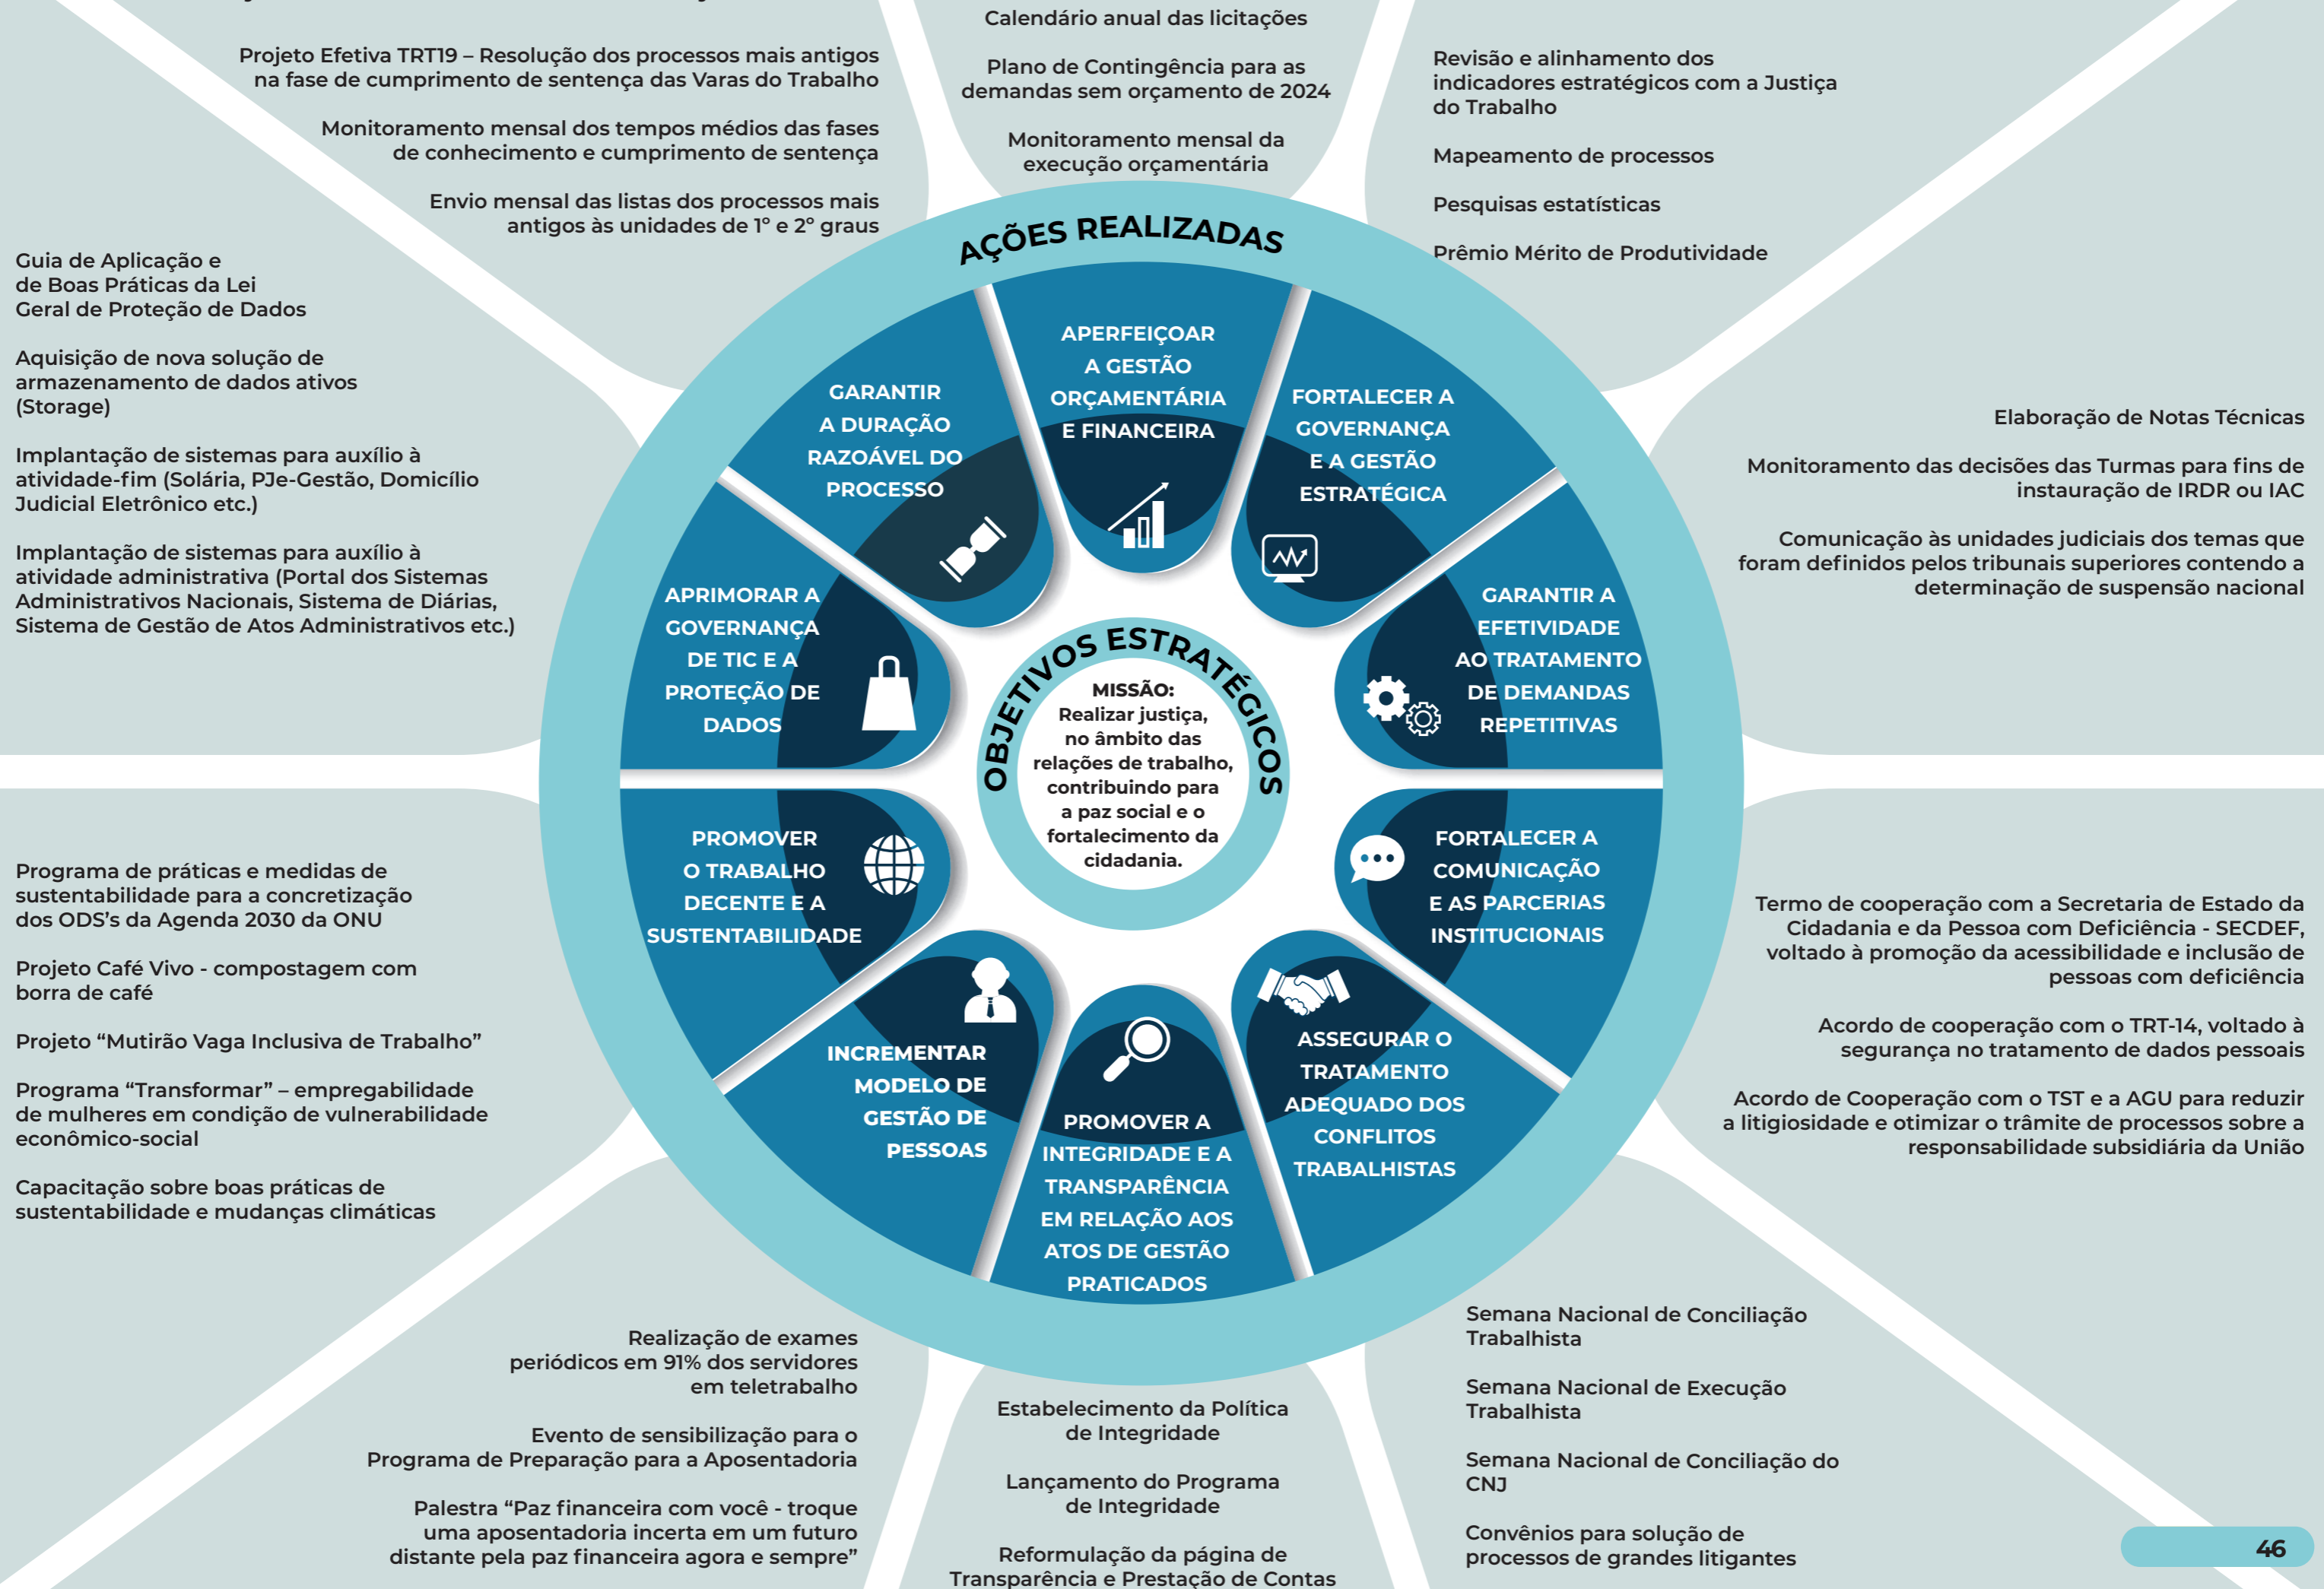 Projeto Efetiva TRT19 – Resolução dos processos mais antigos
na fase de cumprimento de sentença das Varas do Trabalho
Monitoramento mensal dos tempos médios das fases
de conhecimento e cumprimento de sentença
Envio mensal das listas dos processos mais
antigos às unidades de 1º e 2º graus
Calendário anual das licitações
Plano de Contingência para as
demandas sem orçamento de 2024
Monitoramento mensal da
execução orçamentária
Revisão e alinhamento dos
indicadores estratégicos com a Justiça
do Trabalho
Mapeamento de processos
Pesquisas estatísticas
Prêmio Mérito de Produtividade
Guia de Aplicação e
de Boas Práticas da Lei
Geral de Proteção de Dados
Aquisição de nova solução de
armazenamento de dados ativos
(Storage)
Implantação de sistemas para auxílio à
atividade-fim (Solária, PJe-Gestão, Domicílio
Judicial Eletrônico etc.)
Implantação de sistemas para auxílio à
atividade administrativa (Portal dos Sistemas
Administrativos Nacionais, Sistema de Diárias,
Sistema de Gestão de Atos Administrativos etc.)
AÇÕES REALIZADAS
APERFEIÇOAR
A GESTÃO
ORÇAMENTÁRIA
E FINANCEIRA
GARANTIR
A DURAÇÃO
RAZOÁVEL DO
PROCESSO
FORTALECER A
GOVERNANÇA
E A GESTÃO
ESTRATÉGICA
APRIMORAR A
GOVERNANÇA
DE TIC E A
PROTEÇÃO DE
DADOS
GARANTIR A
EFETIVIDADE
AO TRATAMENTO
DE DEMANDAS
REPETITIVAS
Elaboração de Notas Técnicas
Monitoramento das decisões das Turmas para fins de
instauração de IRDR ou IAC
Comunicação às unidades judiciais dos temas que
foram definidos pelos tribunais superiores contendo a
determinação de suspensão nacional
OBJETIVOS ESTRATÉGICOS
MISSÃO:
Realizar justiça,
no âmbito das
relações de trabalho,
contribuindo para
a paz social e o
fortalecimento da
cidadania.
PROMOVER
O TRABALHO
DECENTE E A
SUSTENTABILIDADE
FORTALECER A
COMUNICAÇÃO
E AS PARCERIAS
INSTITUCIONAIS
INCREMENTAR
MODELO DE
GESTÃO DE
PESSOAS
PROMOVER A
INTEGRIDADE E A
TRANSPARÊNCIA
EM RELAÇÃO AOS
ATOS DE GESTÃO
PRATICADOS
ASSEGURAR O
TRATAMENTO
ADEQUADO DOS
CONFLITOS
TRABALHISTAS
Programa de práticas e medidas de
sustentabilidade para a concretização
dos ODS’s da Agenda 2030 da ONU
Projeto Café Vivo - compostagem com
borra de café
Projeto “Mutirão Vaga Inclusiva de Trabalho”
Programa “Transformar” – empregabilidade
de mulheres em condição de vulnerabilidade
econômico-social
Capacitação sobre boas práticas de
sustentabilidade e mudanças climáticas
Termo de cooperação com a Secretaria de Estado da
Cidadania e da Pessoa com Deficiência - SECDEF,
voltado à promoção da acessibilidade e inclusão de
pessoas com deficiência
Acordo de cooperação com o TRT-14, voltado à
segurança no tratamento de dados pessoais
Acordo de Cooperação com o TST e a AGU para reduzir
a litigiosidade e otimizar o trâmite de processos sobre a
responsabilidade subsidiária da União
Realização de exames
periódicos em 91% dos servidores
em teletrabalho
Evento de sensibilização para o
Programa de Preparação para a Aposentadoria
Palestra “Paz financeira com você - troque
uma aposentadoria incerta em um futuro
distante pela paz financeira agora e sempre”
Estabelecimento da Política
de Integridade
Lançamento do Programa
de Integridade
Reformulação da página de
Transparência e Prestação de Contas
Semana Nacional de Conciliação
Trabalhista
Semana Nacional de Execução
Trabalhista
Semana Nacional de Conciliação do
CNJ
Convênios para solução de
processos de grandes litigantes
46